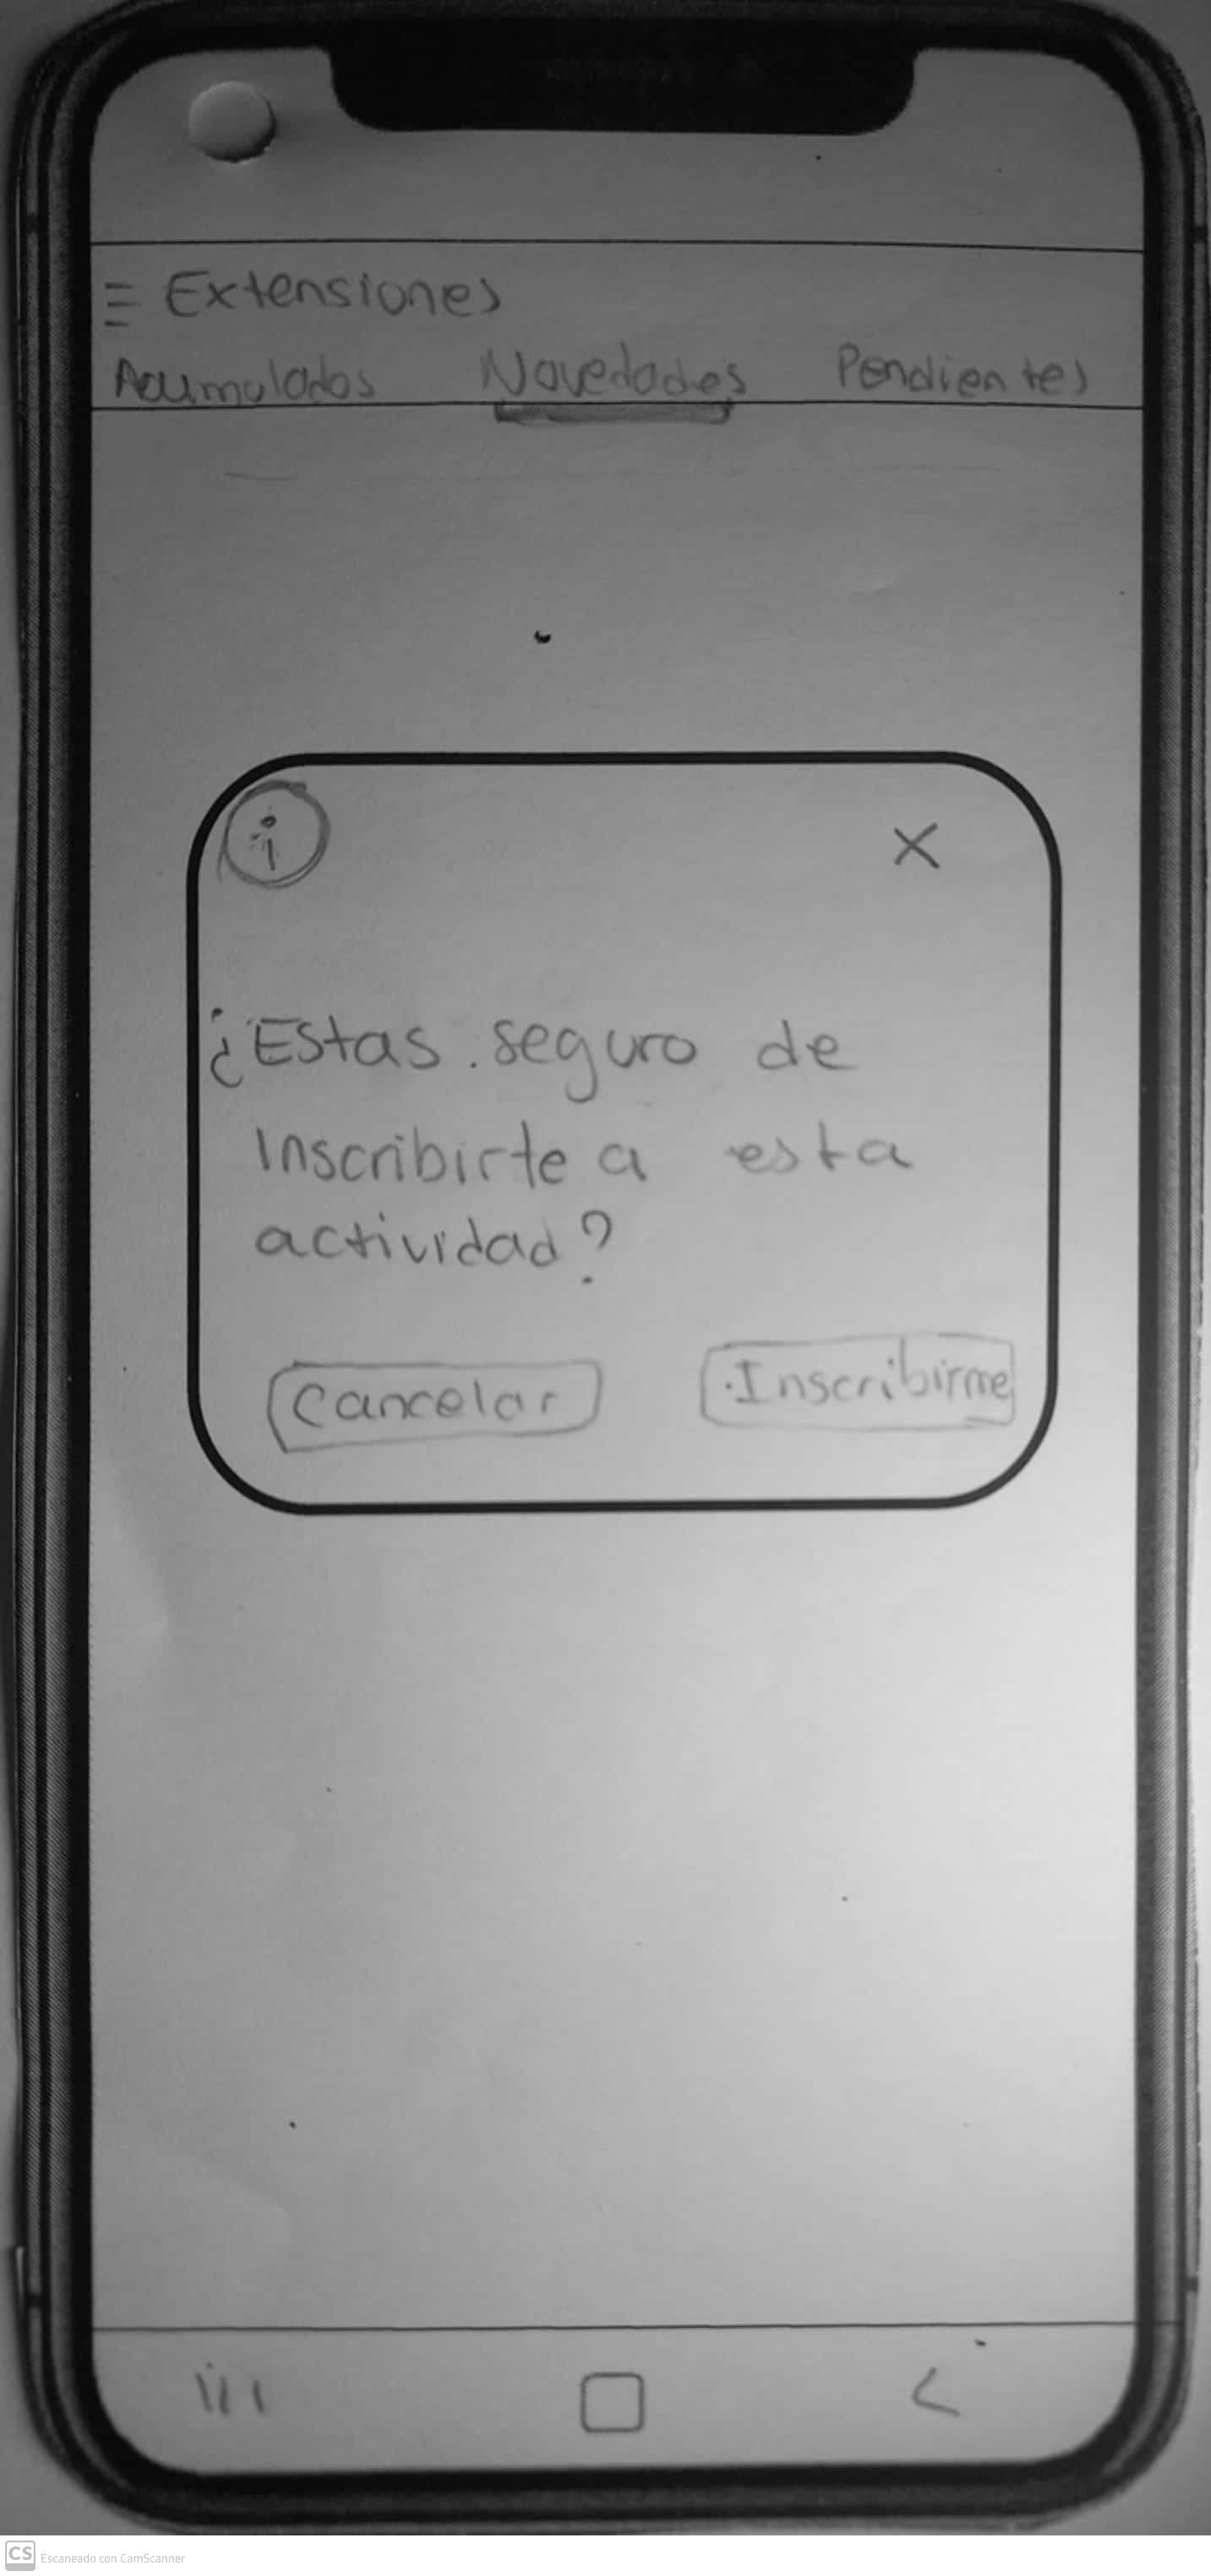 Extensiones
Acumulados Novedades Pendientes
¿Estas seguro de
Inscribirte a esta
actividad?
Cancelar Inscribirme
CS Escaneado con CamScanner